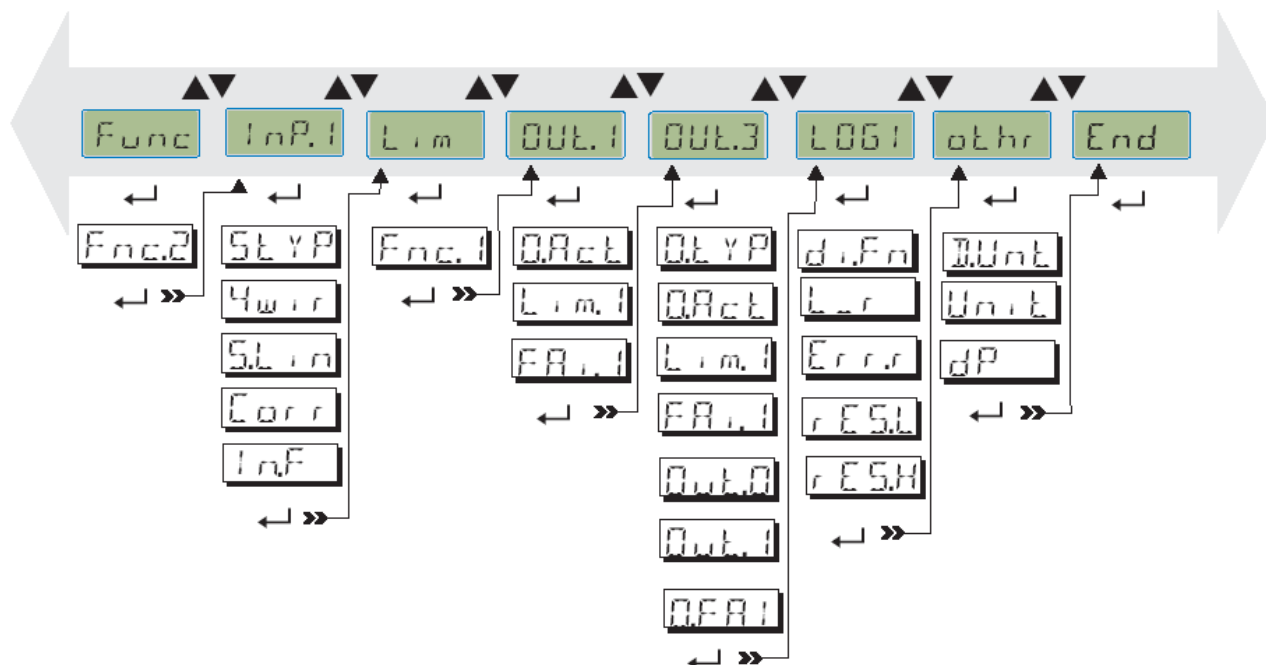 Func
InP.1
Lim
OUt.1
OUt.3
LOGI
othr
End
Fnc.2
StYP
4wir
S.Lin
Corr
In.F
Fnc.1
O.Act
Lim.1
FAi.1
O.tYP
O.Act
Lim.1
FAi.1
Out.0
Out.1
O.FAI
di.Fn
L_r
Err.r
rES.L
rES.H
D.Unt
Unit
dP